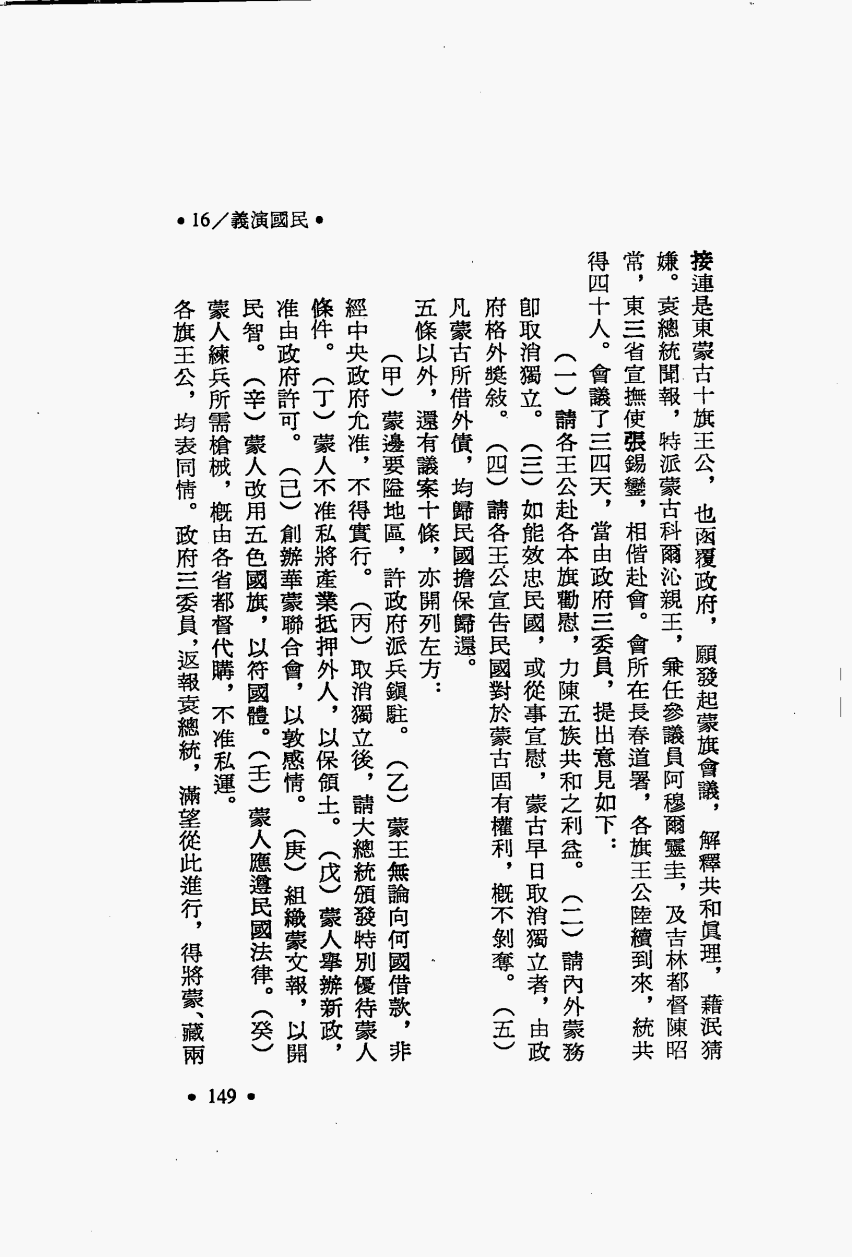 •16／義演國民•
接連是東蒙古十旗王公，也函覆政府，願發起蒙旗會議，解釋共和眞理，藉泯猜
嫌。袁總統聞報，特派蒙古科爾沁親王，兼任參議員阿穆爾靈圭，及吉林都督陳昭
常，東三省宣撫使張錫鑾，相偕赴會。會所在長春道署，各旗王公陸續到來，統共
得四十人。會議了三四天，當由政府三委員，提出意見如下：
（一）請各王公赴各本旗勸慰，力陳五族共和之利益。（二）請內外蒙務
卽取消獨立。（三）如能效忠民國，或從事宣慰，蒙古早日取消獨立者，由政
府格外奬敍。（四）請各王公宣告民國對於蒙古固有權利，槪不剝奪。（五）
凡蒙古所借外債，均歸民國擔保歸還。
五條以外，還有議案十條，亦開列左方：
（甲）蒙邊要隘地區，許政府派兵鎭駐。（乙）蒙王無論向何國借款，非
經中央政府允准，不得實行。（丙）取消獨立後，請大總統頒發特別優待蒙人
條件。（丁）蒙人不准私將產業抵押外人，以保領土。（戊）蒙人舉辦新政，
准由政府許可。（己）創辦華蒙聯合會，以敦感情。（庚）組織蒙文報，以開
民智。（辛）蒙人改用五色國旗，以符國體。（壬）蒙人應遵民國法律。（癸）
蒙人練兵所需槍械，槪由各省都督代購，不准私運。
各旗王公，均表同情。政府三委員，返報袁總統，滿望從此進行，得將蒙、藏兩
•149•